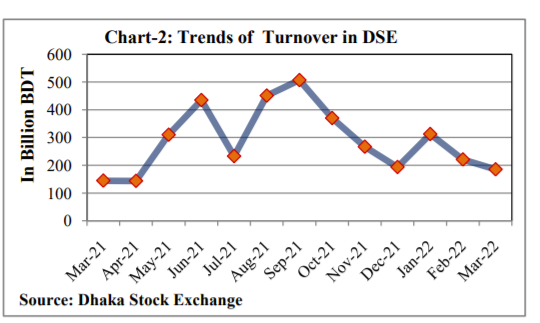 Chart-2: Trends of Turnover in DSE
In Billion BDT
600
500
400
300
200
100
0
Mar-21
Apr-21
May-21
Jun-21
Jul-21
Aug-21
Sep-21
Oct-21
Nov-21
Dec-21
Jan-22
Feb-22
Mar-22
Source: Dhaka Stock Exchange